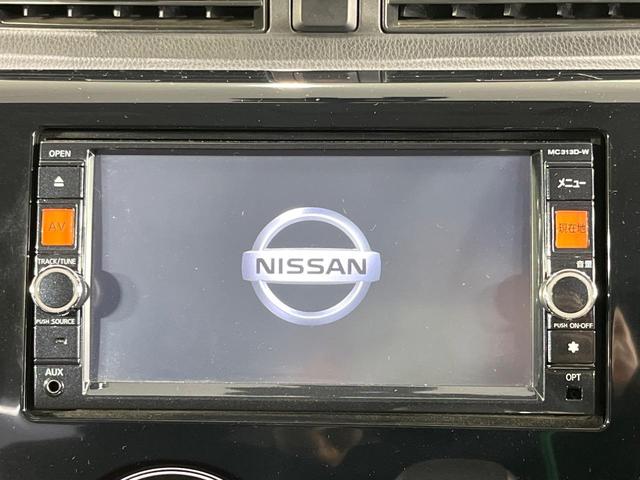 OPEN
MC313D-W
メニュー
AV
現在地
TRACK/TUNE
音量
NISSAN
PUSH SOURCE
PUSH ON·OFF
AUX
OPT